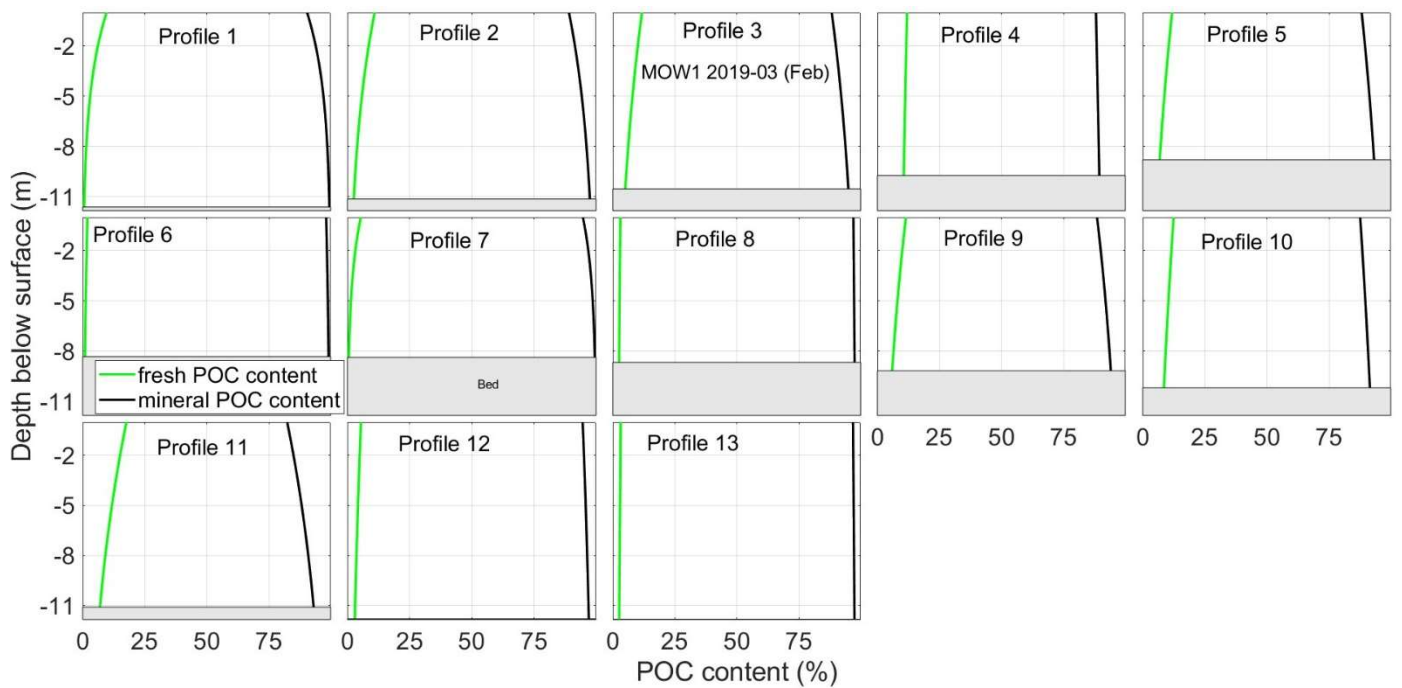 Profile 1
Profile 2
Profile 3
MOW1 2019-03 (Feb)
Profile 4
Profile 5
-2
-5
-8
-11
Profile 6
Profile 7
Profile 8
Profile 9
Profile 10
-2
-5
-8
-11
fresh POC content
mineral POC content
Bed
0 25 50 75
0 25 50 75
Profile 11
Profile 12
Profile 13
-2
-5
-8
-11
0 25 50 75
0 25 50 75
0 25 50 75
Depth below surface (m)
POC content (%)